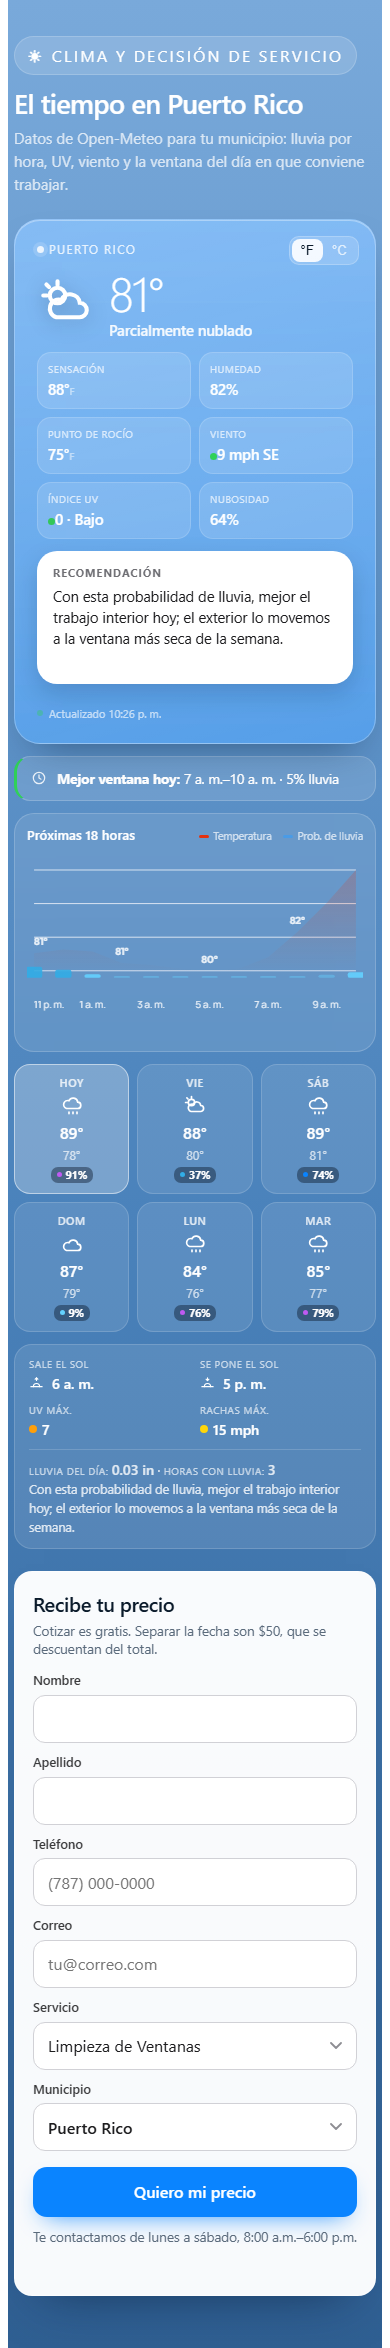 CLIMA Y DECISIÓN DE SERVICIO
El tiempo en Puerto Rico
Datos de Open-Meteo para tu municipio: lluvia por
hora, UV, viento y la ventana del día en que conviene
trabajar.
PUERTO RICO
°F °C
81°
Parcialmente nublado
SENSACIÓN HUMEDAD
88°F 82%
PUNTO DE ROCÍO VIENTO
75°F 9 mph SE
ÍNDICE UV NUBOSIDAD
0 · Bajo 64%
RECOMENDACIÓN
Con esta probabilidad de lluvia, mejor el
trabajo interior hoy; el exterior lo movemos
a la ventana más seca de la semana.
Actualizado 10:26 p. m.
Mejor ventana hoy: 7 a. m.–10 a. m. · 5% lluvia
Próximas 18 horas Temperatura Prob. de lluvia
82°
81°
81°
80°
11 p. m. 1 a. m. 3 a. m. 5 a. m. 7 a. m. 9 a. m.
HOY VIE SÁB
89° 88° 89°
78° 80° 81°
91% 37% 74%
DOM LUN MAR
87° 84° 85°
79° 76° 77°
9% 76% 79%
SALE EL SOL SE PONE EL SOL
6 a. m. 5 p. m.
UV MÁX. RACHAS MÁX.
7 15 mph
LLUVIA DEL DÍA: 0.03 in · HORAS CON LLUVIA: 3
Con esta probabilidad de lluvia, mejor el trabajo interior
hoy; el exterior lo movemos a la ventana más seca de la
semana.
Recibe tu precio
Cotizar es gratis. Separar la fecha son $50, que se
descuentan del total.
Nombre
Apellido
Teléfono
(787) 000-0000
Correo
tu@correo.com
Servicio
Limpieza de Ventanas
Municipio
Puerto Rico
Quiero mi precio
Te contactamos de lunes a sábado, 8:00 a.m.–6:00 p.m.